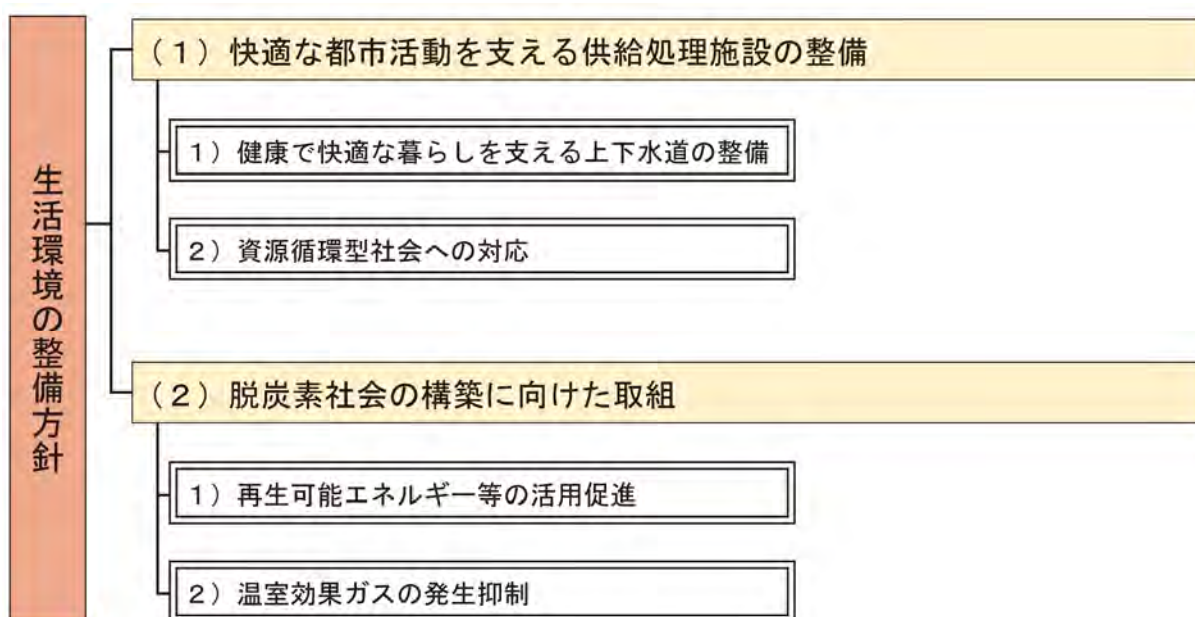 生活環境の整備方針
（１）快適な都市活動を支える供給処理施設の整備
１）健康で快適な暮らしを支える上下水道の整備
２）資源循環型社会への対応
（２）脱炭素社会の構築に向けた取組
１）再生可能エネルギー等の活用促進
２）温室効果ガスの発生抑制